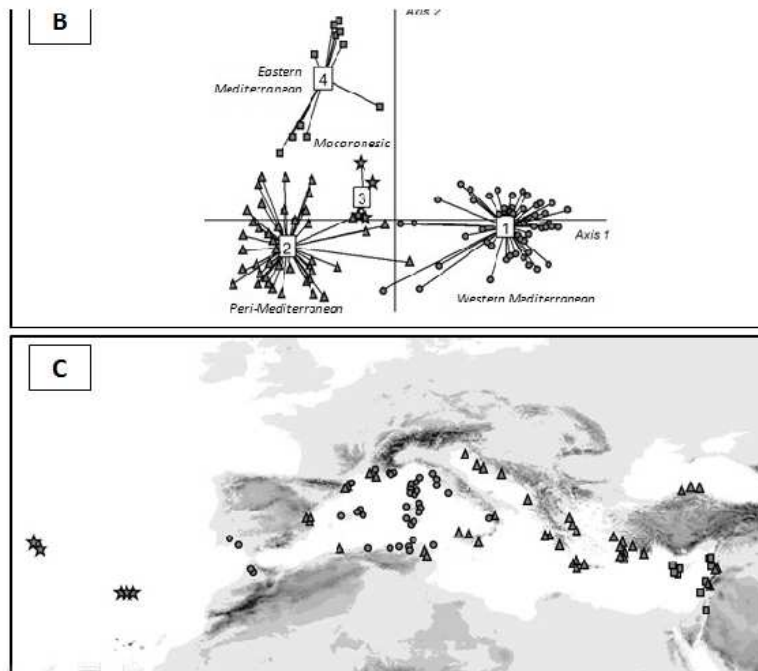 B
Axis 2
Eastern
Mediterranean
4
Macaronesic
3
1
2
Axis 1
Peri-Mediterranean
Western Mediterranean
C